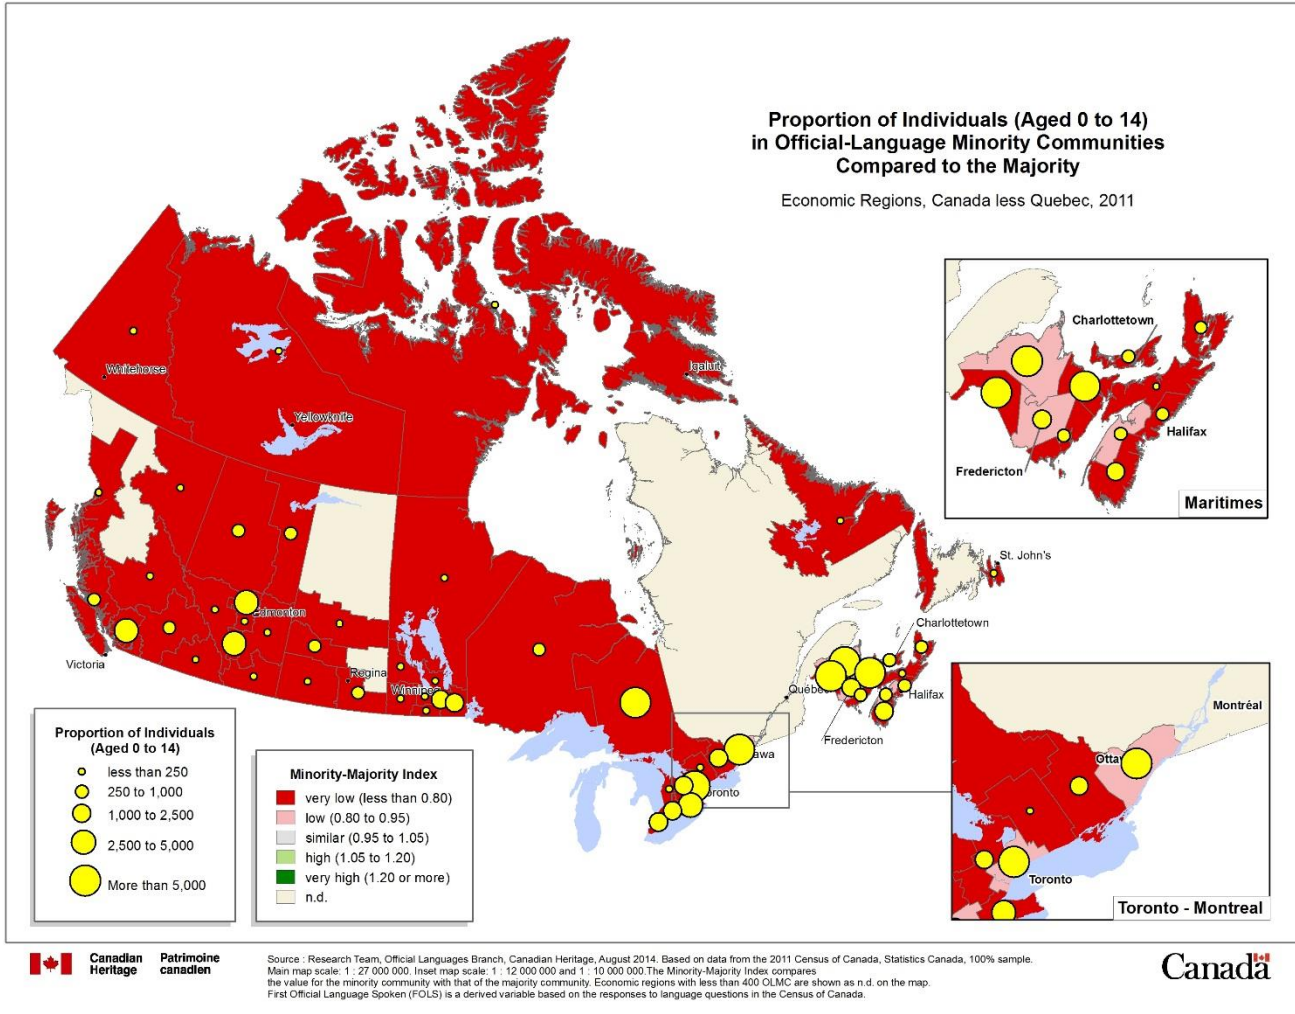 Proportion of Individuals (Aged 0 to 14)
in Official-Language Minority Communities
Compared to the Majority
Economic Regions, Canada less Quebec, 2011
Whitehorse
Yellowknife
Iqaluit
Edmonton
Victoria
Regina
Winnipeg
St. John's
Charlottetown
Québec
Halifax
Fredericton
Toronto
Charlottetown
Halifax
Fredericton
Maritimes
Montréal
Toronto
Toronto - Montreal
Proportion of Individuals
(Aged 0 to 14)
less than 250
250 to 1,000
1,000 to 2,500
2,500 to 5,000
More than 5,000
Minority-Majority Index
very low (less than 0.80)
low (0.80 to 0.95)
similar (0.95 to 1.05)
high (1.05 to 1.20)
very high (1.20 or more)
n.d.
Canadian Heritage
Patrimoine canadien
Source : Research Team, Official Languages Branch, Canadian Heritage, August 2014. Based on data from the 2011 Census of Canada, Statistics Canada, 100% sample.
Main map scale: 1 : 27 000 000. Inset map scale: 1 : 12 000 000 and 1 : 10 000 000.The Minority-Majority Index compares
the value for the minority community with that of the majority community. Economic regions with less than 400 OLMC are shown as n.d. on the map.
First Official Language Spoken (FOLS) is a derived variable based on the responses to language questions in the Census of Canada.
Canada